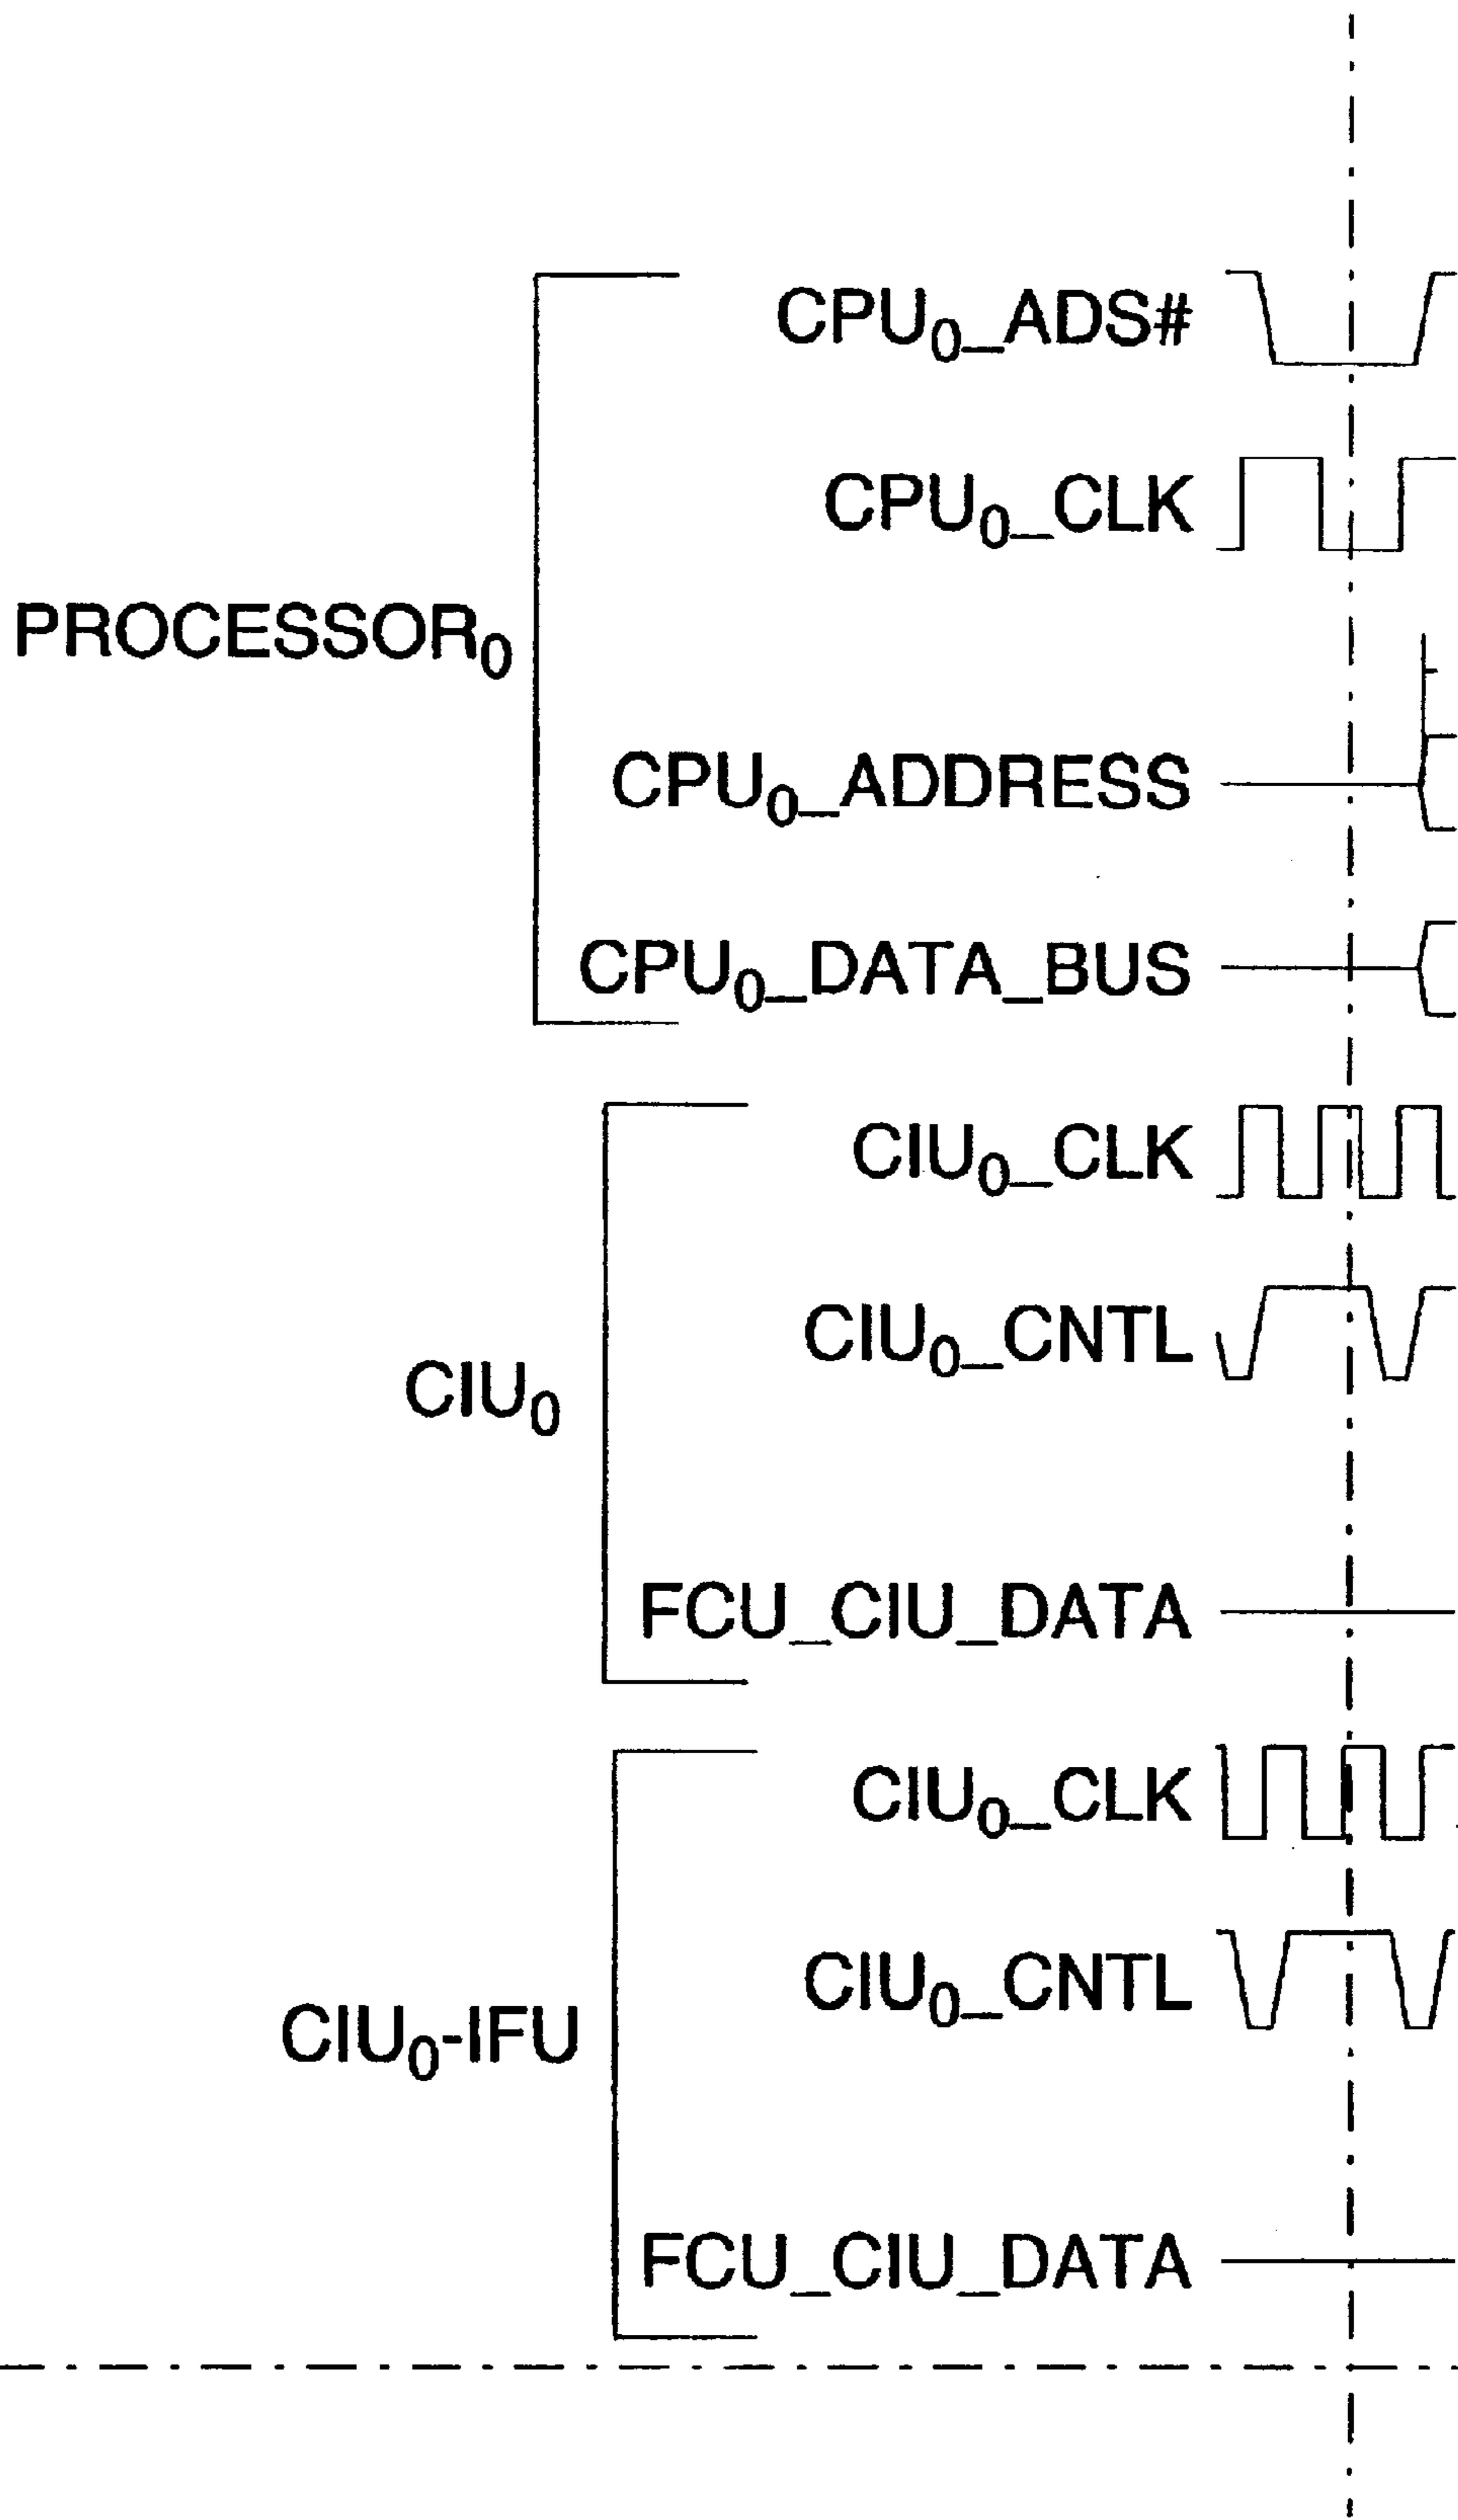 CPU₀_ADS#
CPU₀_CLK
PROCESSOR₀
CPU₀_ADDRESS
CPU₀_DATA_BUS
CIU₀_CLK
CIU₀_CNTL
CIU₀
FCU_CIU_DATA
CIU₀_CLK
CIU₀_CNTL
CIU₀-IFU
FCU_CIU_DATA